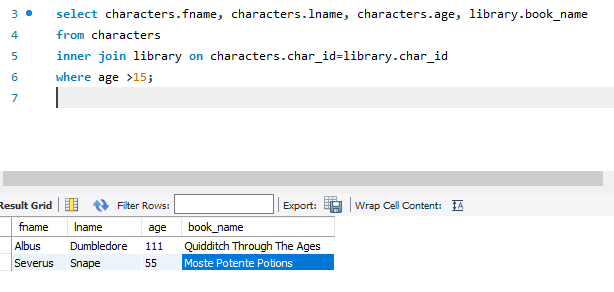 3 select characters.fname, characters.lname, characters.age, library.book_name
4 from characters
5 inner join library on characters.char_id=library.char_id
6 where age >15;
7
Result Grid Filter Rows: Export: Wrap Cell Content: IA
fname lname age book_name
Albus Dumbledore 111 Quidditch Through The Ages
Severus Snape 55 Moste Potente Potions